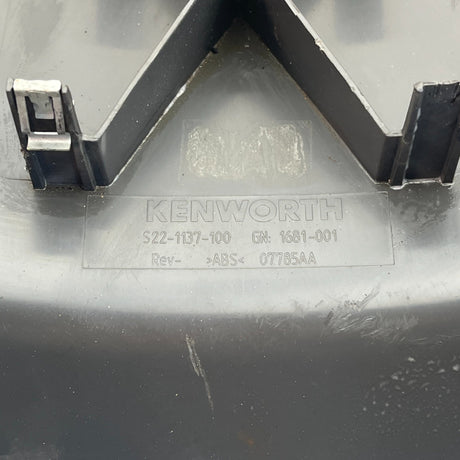 KENWORTH
S22-1137-100 GN: 1681-001
Rev- >ABS< 07785AA